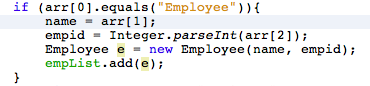 if (arr[0].equals("Employee")){
name = arr[1];
empid = Integer.parseInt(arr[2]);
Employee e = new Employee(name, empid);
empList.add(e);
}